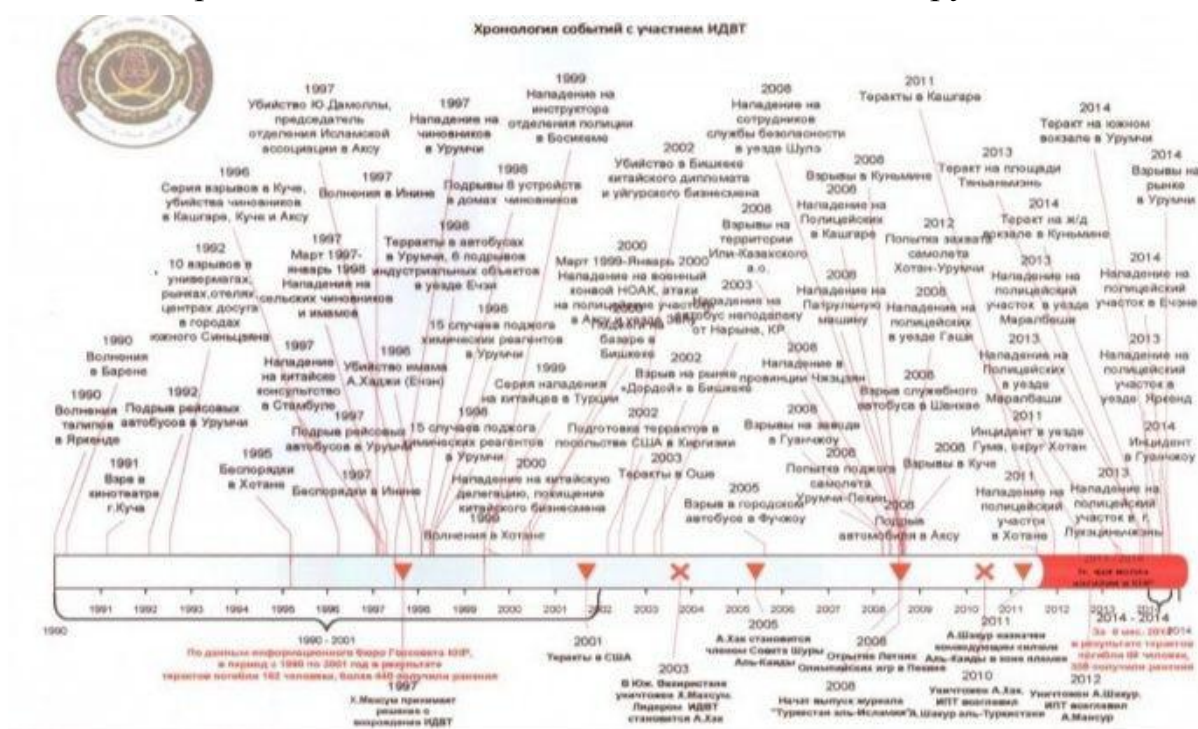 Хронология событий с участием ИДВТ
1997
Убийство Ю.Дамоллы,
председатель
отделения Исламской
ассоциации в Аксу
1997
Нападение на
чиновников
в Урумчи
1999
Нападение на
инструктора
отделения полиции
в Босикеме
2008
Нападение на
сотрудников
службы безопасности
в уезде Шулэ
2011
Теракты в Кашгаре
2014
Теракт на южном
вокзале в Урумчи
1996
Серия взрывов в Куче,
убийства чиновников
в Кашгаре, Куче и Аксу
1997
Волнения в Инине
1998
Подрывы 6 устройств
в домах чиновников
2002
Убийство в Бишкеке
китайского дипломата
и уйгурского бизнесмена
2008
Взрывы в Куньмине
2013
Теракт на площади
Тяньаньмэнь
2014
Взрывы на
рынке
в Урумчи
1992
10 взрывов в
универмагах,
рынках,отелях,
центрах досуга
в городах
южного Синьцзяна
1997
Март 1997-
январь 1998
Нападения на
сельских чиновников
и имамов
1998
Терракты в автобусах
в Урумчи, 6 подрывов
индустриальных объектов
в уезде Ечэн
2000
Март 1999-Январь 2000
Нападение на военный
конвой НОАК, атаки
на полицейские участки
2008
Взрывы на
территории
Или-Казахского
а.о.
2008
Нападение на
Полицейских
в Кашгаре
2012
Попытка захвата
самолета
Хотан-Урумчи
2014
Теракт на ж/д
вокзале в Куньмине
2013
Нападение на
полицейский
участок в уезде
Маралбеши
2014
Нападение на
полицейский
участок в Ечэне
1990
Волнения
в Барене
1990
Волнения
талипов
в Яркенде
1991
Взрв в
кинотеатре
г.Куча
1992
Подрыв рейсовых
автобусов в Урумчи
1997
Нападение
на китайске
консульство
в Стамбуле
1998
Убийство имама
А.Хаджи (Ечэн)
1998
15 случаев поджога
химических реагентов
в Урумчи
базаре в
Бишкеке
2003
Нападение на
автобус неподалеку
от Нарына, КР
2008
Нападение на
Патрульную
машину
2008
Нападение на
полицейских
в уезде Гаши
1995
Беспорядки
в Хотане
1997
Подрыв рейсовых
автобусов в Урумчи
1997
Беспорядки в Инине
1998
15 случаев поджога
химических реагентов
в Урумчи
1999
Серия нападения
на китайцев в Турции
2002
Взрыв на рынке
«Дордой» в Бишкеке
2008
Нападение в
провинции Чжэцзян
2008
Взрыв служебного
автобуса в Шанхае
2013
Нападение на
Полицейских
в уезде
Маралбаши
2013
Нападение на
полицейский
участок в
уезде Яркенд
2000
Нападение на китайскую
делегацию, похищение
китайского бизнесмена
1999
Волнения в Хотане
2002
Подготовка террактов в
посольстве США в Киргизии
2003
Теракты в Оше
2005
Взрыв в городской
автобусе в Фучжоу
2008
Взрывы на заводе
в Гуанчжоу
2008
Попытка поджога
самолета
Урумчи-Пекин
2008
Взрывы в Куче
2008
Подрыв
автомобиля в Аксу
2011
Инцидент в уезде
Гума, округ Хотан
2011
Нападение на
полицейский
участок
в Хотане
2013
Нападение на
полицейский
участок в г.
2014
Инцидент в
Гуанчжоу
1990
1991
1992
1993
1994
1995
1996
1997
1998
1999
2000
2001
2002
2003
2004
2005
2006
2007
2008
2009
2010
2011
2012
2013
2014
1990 - 2001
По данным информационного бюро Госсовета КНР,
в период с 1990 по 2001 год в результате
терактов погибло 162 человека, более 440 получили ранения
1997
Х.Махсум принимает
решение о
возрождении ИДВТ
2001
Теракты в США
2003
В Юж. Вазиристане
уничтожен Х.Махсум.
Лидером ИДВТ
становится А.Хак
2005
А.Хак становится
членом Совета Шуры
Аль-Каиды
2008
Открытие Летних
Олимпийских игр в Пекине
2008
Начат выпуск журнала
"Туркестан аль-Исламия"
2011
А.Шакур назначен
командующим силами
Аль-Каиды в зоне племен
2010
Уничтожен А.Хак.
ИПТ возглавил
А.Шакур аль-Туркестани
2012
Уничтожен А.Шакур.
ИПТ возглавил
А.Мансур
2014 - 2014
в результате терактов